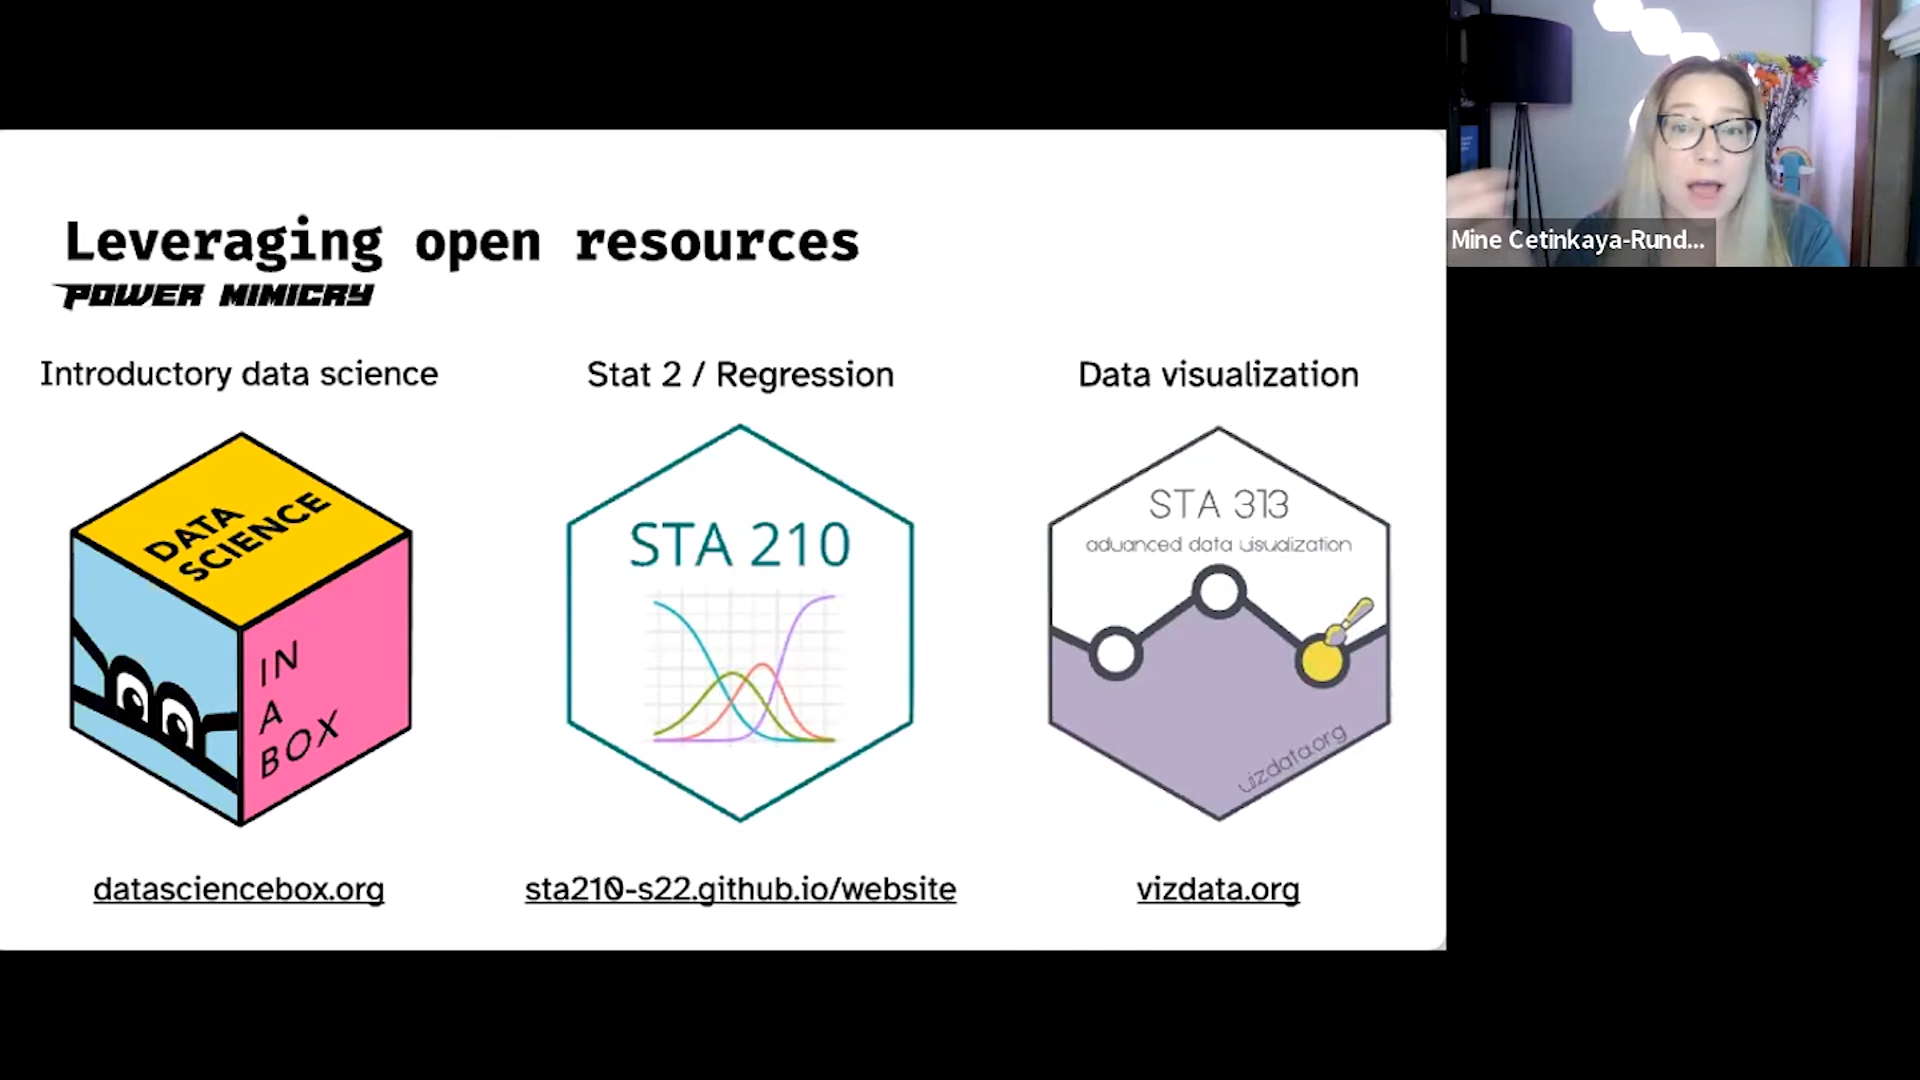 Leveraging open resources
POWER MIMICRY
Introductory data science
DATA
SCIENCE
IN
A
BOX
datasciencebox.org
Stat 2 / Regression
STA 210
sta210-s22.github.io/website
Data visualization
STA 313
advanced data visualization
vizdata.org
vizdata.org
Mine Cetinkaya-Rund...